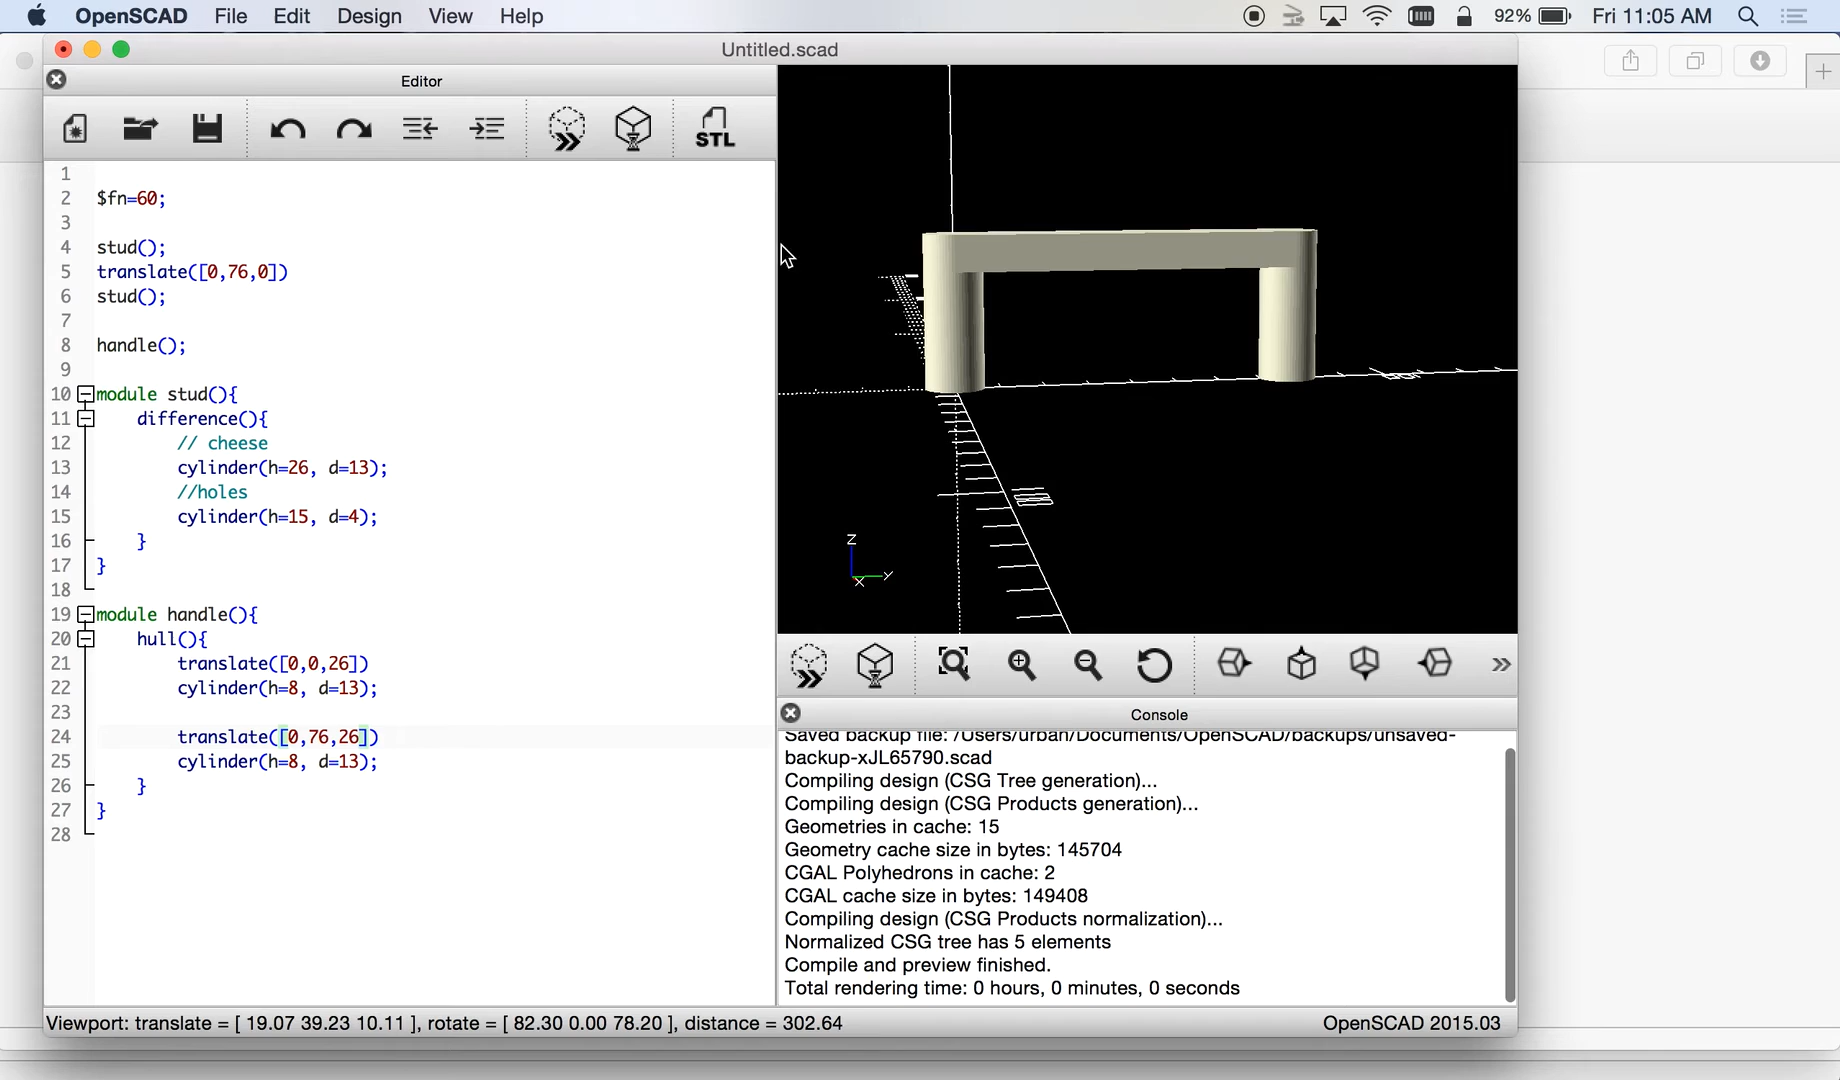 OpenSCAD File Edit Design View Help 92% Fri 11:05 AM
Untitled.scad
Editor
STL
1
2 $fn=60;
3
4 stud();
5 translate([0,76,0])
6 stud();
7
8 handle();
9
10 module stud(){
11 difference(){
12 // cheese
13 cylinder(h=26, d=13);
14 //holes
15 cylinder(h=15, d=4);
16 }
17 }
18
19 module handle(){
20 hull(){
21 translate([0,0,26])
22 cylinder(h=8, d=13);
23
24 translate([0,76,26])
25 cylinder(h=8, d=13);
26 }
27 }
28
Z
Y
X
Console
Saved backup file: /Users/urban/Documents/OpenSCAD/backups/unsaved-
backup-xJL65790.scad
Compiling design (CSG Tree generation)...
Compiling design (CSG Products generation)...
Geometries in cache: 15
Geometry cache size in bytes: 145704
CGAL Polyhedrons in cache: 2
CGAL cache size in bytes: 149408
Compiling design (CSG Products normalization)...
Normalized CSG tree has 5 elements
Compile and preview finished.
Total rendering time: 0 hours, 0 minutes, 0 seconds
Viewport: translate = [ 19.07 39.23 10.11 ], rotate = [ 82.30 0.00 78.20 ], distance = 302.64 OpenSCAD 2015.03